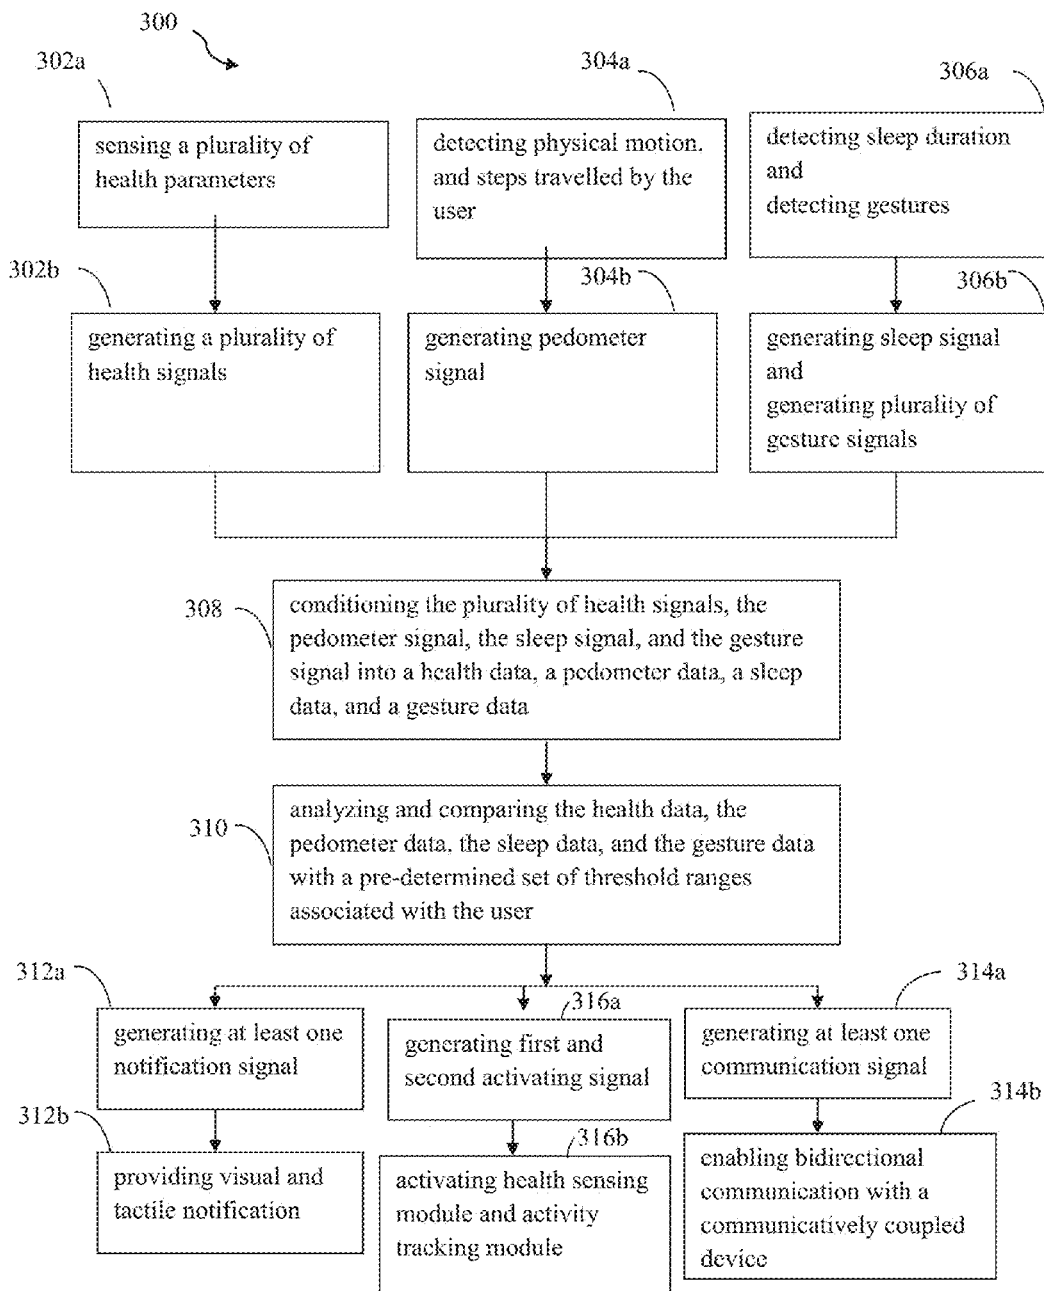 300
302a
304a
306a
sensing a plurality of
health parameters
detecting physical motion.
and steps travelled by the
user
detecting sleep duration
and
detecting gestures
302b
304b
306b
generating a plurality of
health signals
generating pedometer
signal
generating sleep signal
and
generating plurality of
gesture signals
308
conditioning the plurality of health signals, the
pedometer signal, the sleep signal, and the gesture
signal into a health data, a pedometer data, a sleep
data, and a gesture data
310
analyzing and comparing the health data, the
pedometer data, the sleep data, and the gesture data
with a pre-determined set of threshold ranges
associated with the user
312a
316a
314a
generating at least one
notification signal
generating first and
second activating signal
generating at least one
communication signal
312b
316b
314b
providing visual and
tactile notification
activating health sensing
module and activity
tracking module
enabling bidirectional
communication with a
communicatively coupled
device